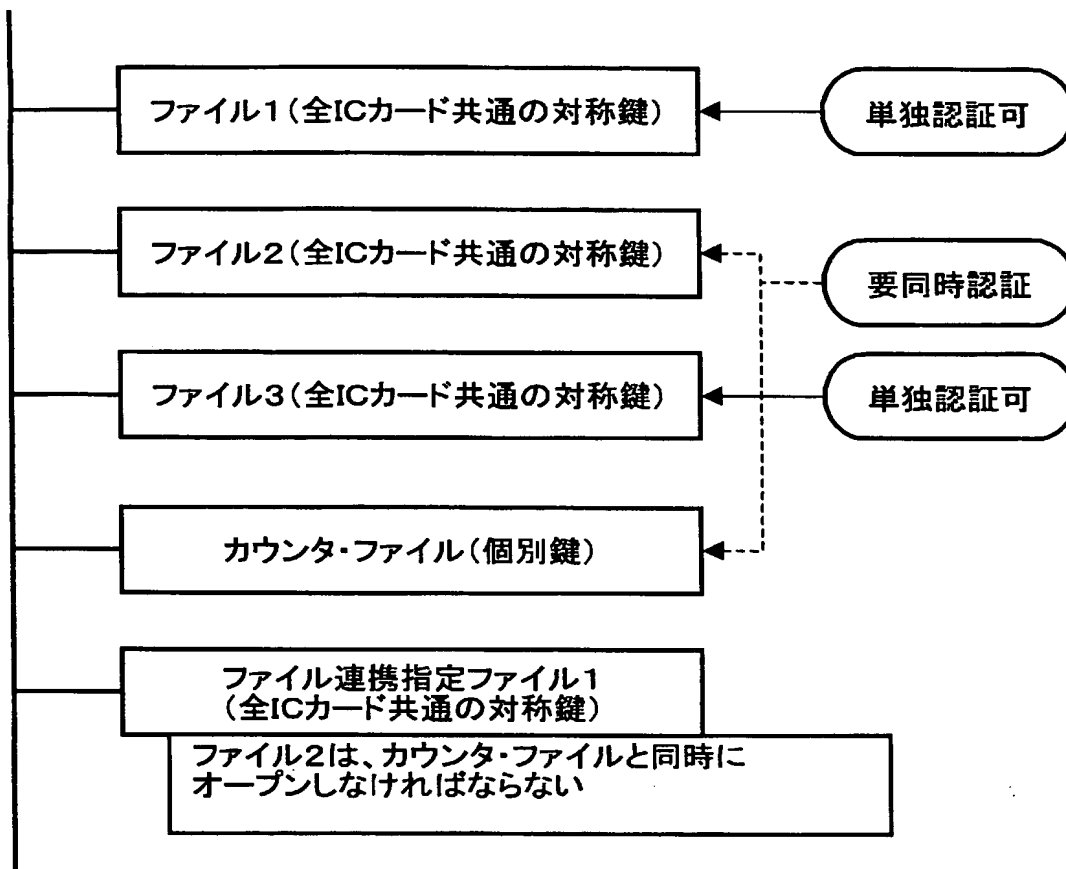 ファイル1(全ICカード共通の対称鍵)
単独認証可
ファイル2(全ICカード共通の対称鍵)
要同時認証
ファイル3(全ICカード共通の対称鍵)
単独認証可
カウンタ・ファイル(個別鍵)
ファイル連携指定ファイル1
(全ICカード共通の対称鍵)
ファイル2は、カウンタ・ファイルと同時に
オープンしなければならない